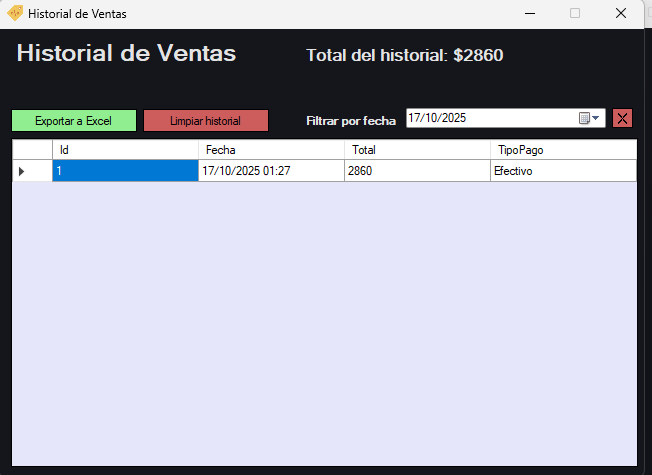 Historial de Ventas
Historial de Ventas
Total del historial: $2860
Exportar a Excel
Limpiar historial
Filtrar por fecha
17/10/2025
X
Id Fecha Total TipoPago
1 17/10/2025 01:27 2860 Efectivo